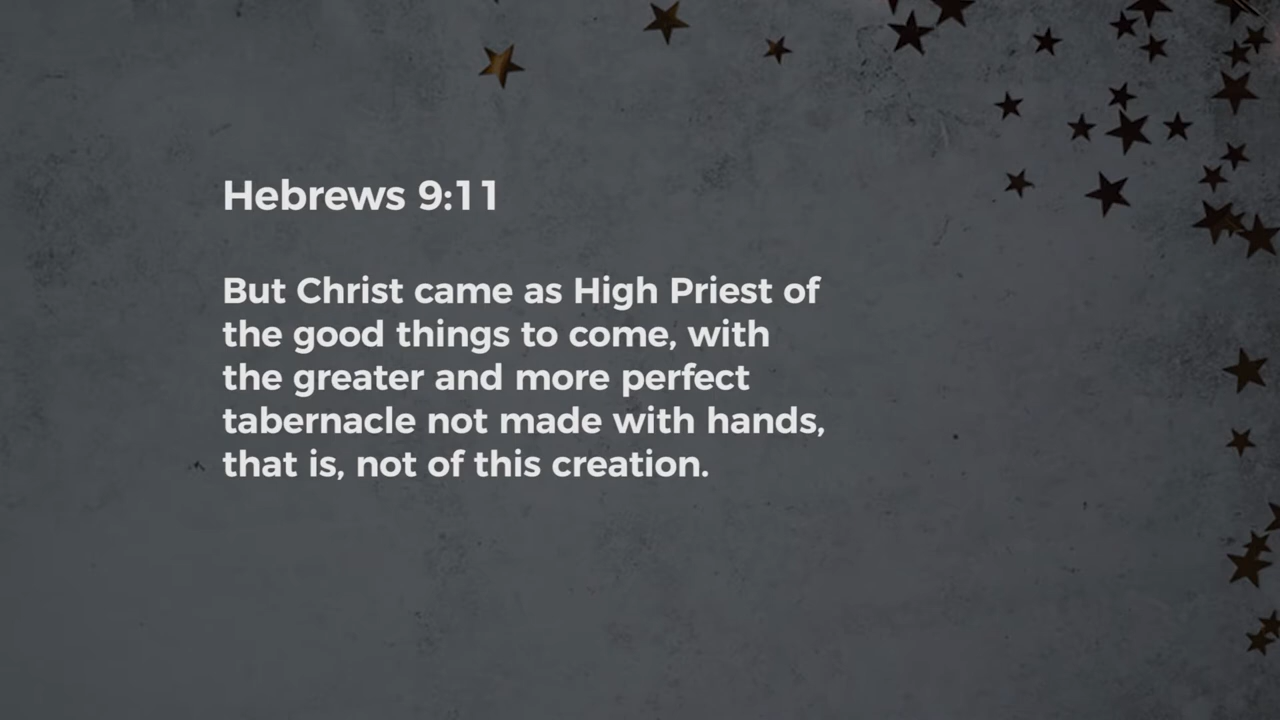 Hebrews 9:11
But Christ came as High Priest of
the good things to come, with
the greater and more perfect
tabernacle not made with hands,
that is, not of this creation.